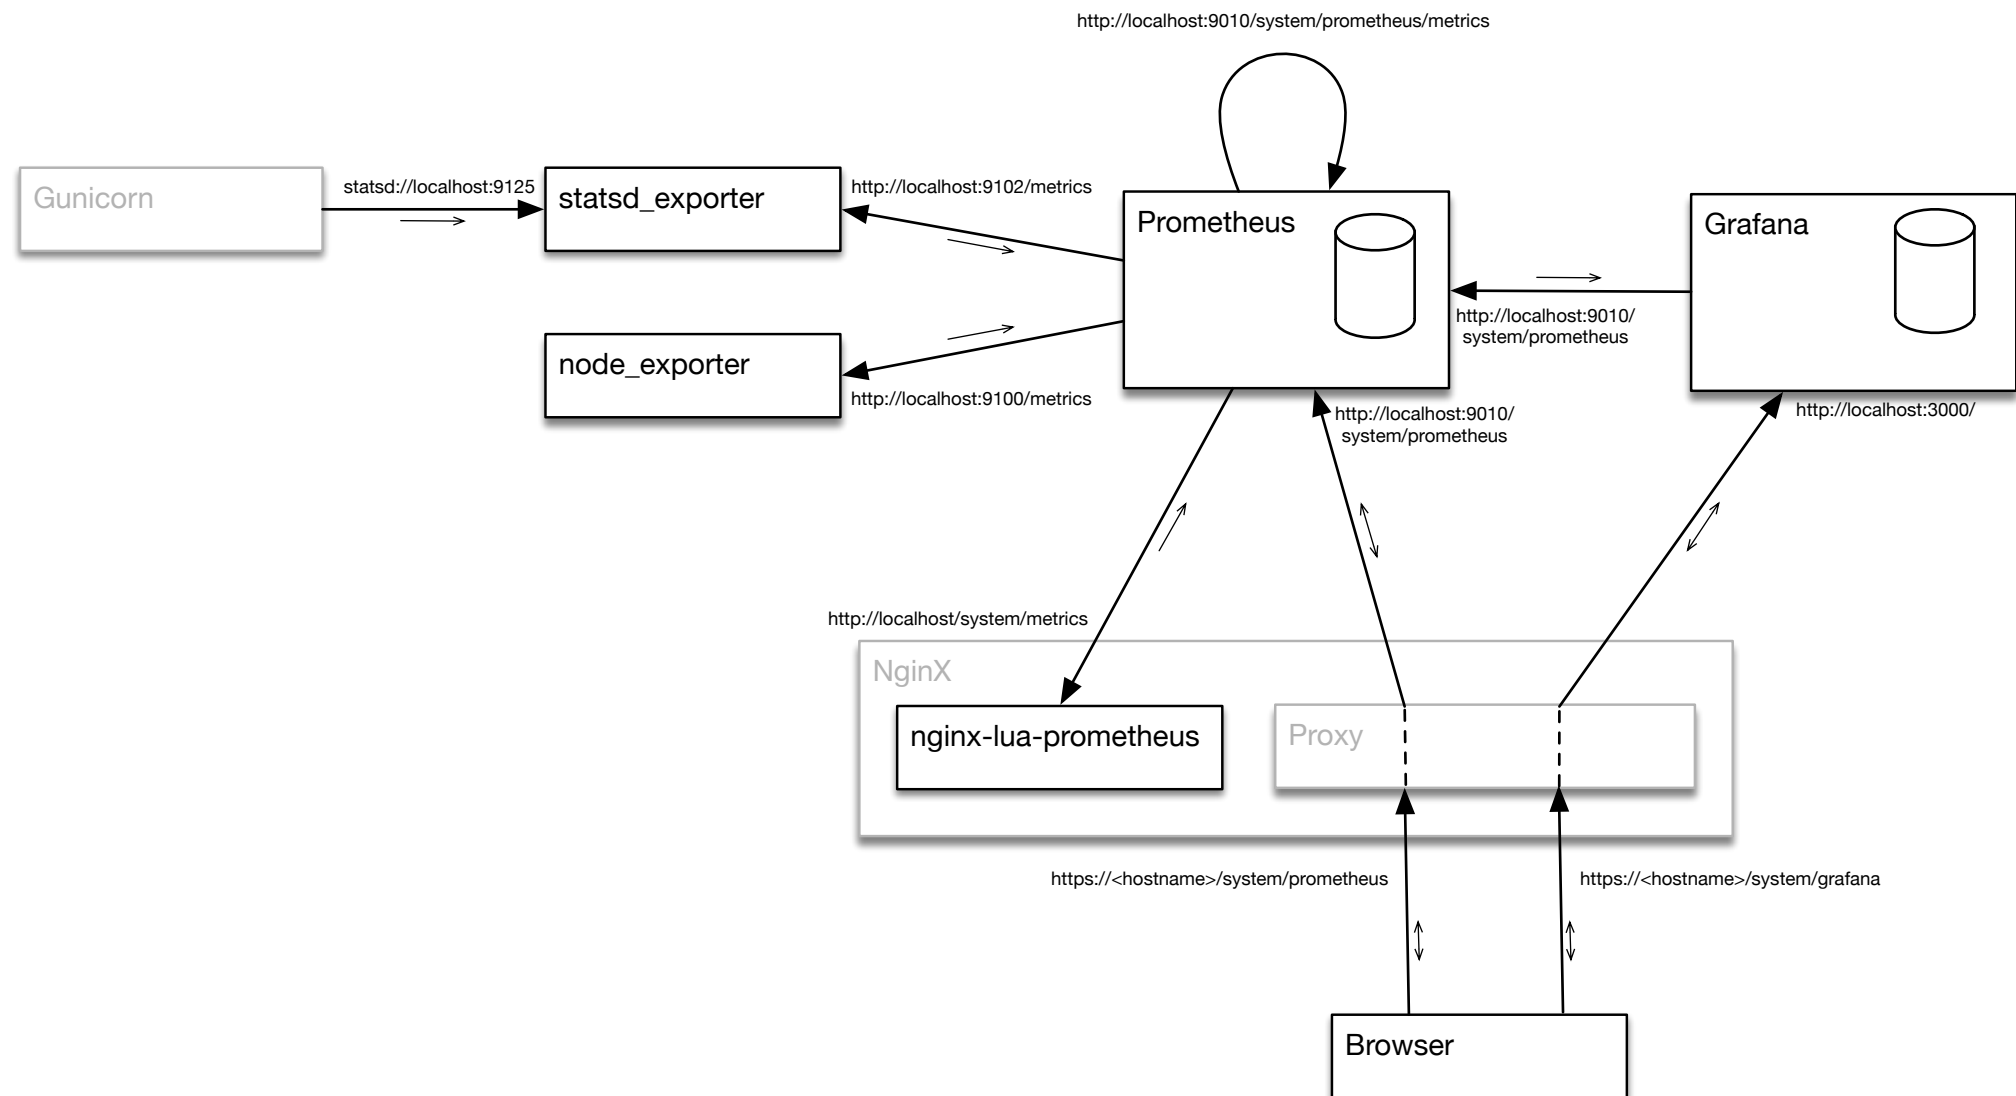 http://localhost:9010/system/prometheus/metrics
Gunicorn
statsd://localhost:9125
statsd_exporter
http://localhost:9102/metrics
Prometheus
Grafana
http://localhost:9010/
system/prometheus
node_exporter
http://localhost:9100/metrics
http://localhost:9010/
system/prometheus
http://localhost:3000/
http://localhost/system/metrics
NginX
nginx-lua-prometheus
Proxy
https://<hostname>/system/prometheus
https://<hostname>/system/grafana
Browser